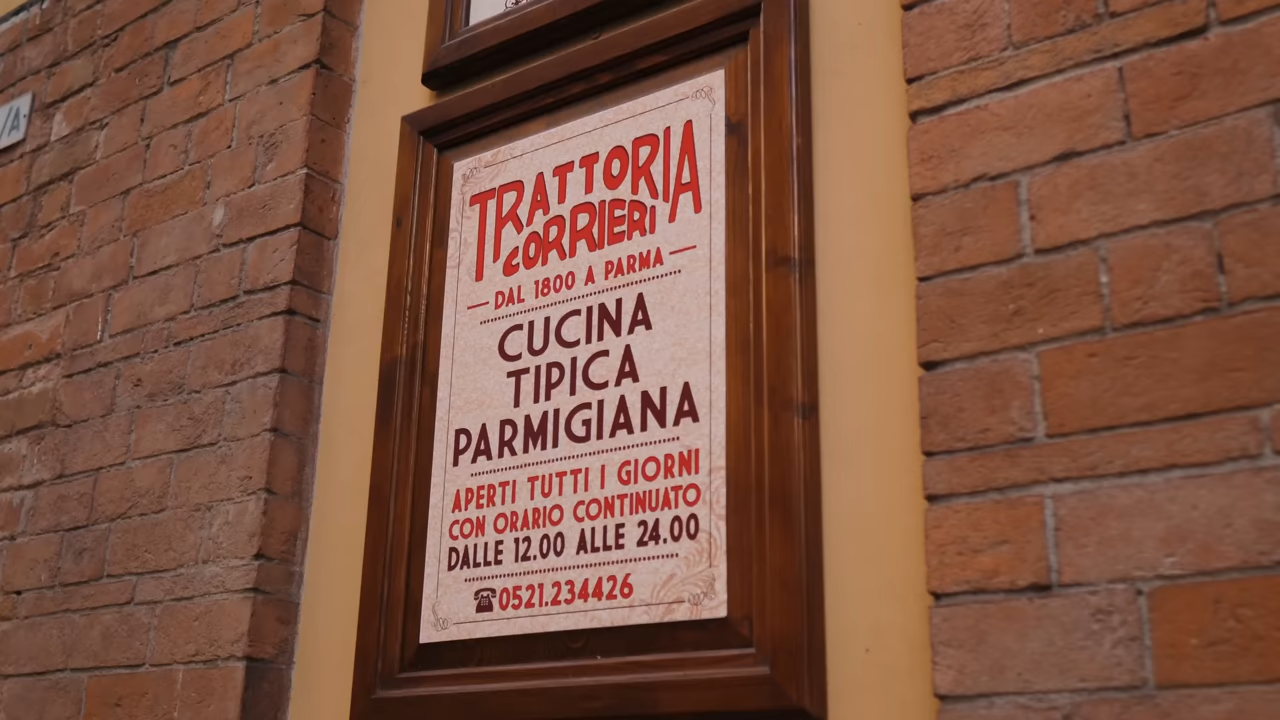 /A
TRATTORIA
CORRIERI
— DAL 1800 A PARMA —
CUCINA
TIPICA
PARMIGIANA
APERTI TUTTI I GIORNI
CON ORARIO CONTINUATO
DALLE 12.00 ALLE 24.00
0521.234426